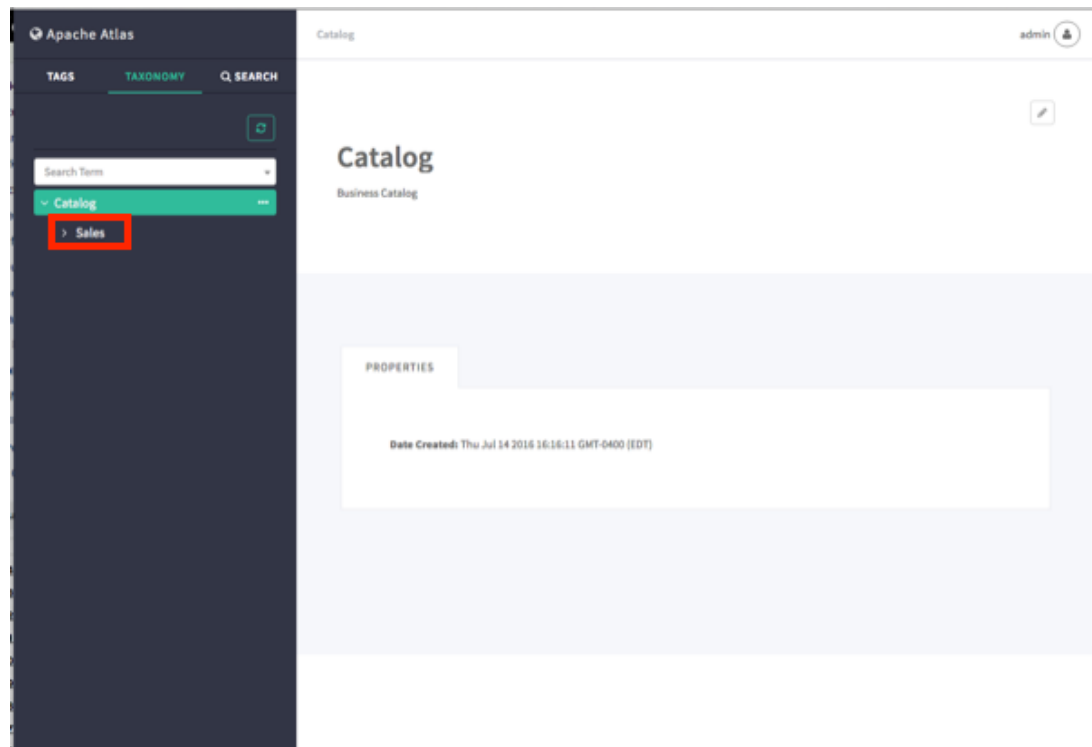 Apache Atlas
Catalog
admin
TAGS TAXONOMY SEARCH
Search Term
Catalog
Sales
Catalog
Business Catalog
PROPERTIES
Date Created: Thu Jul 14 2016 16:16:11 GMT-0400 (EDT)